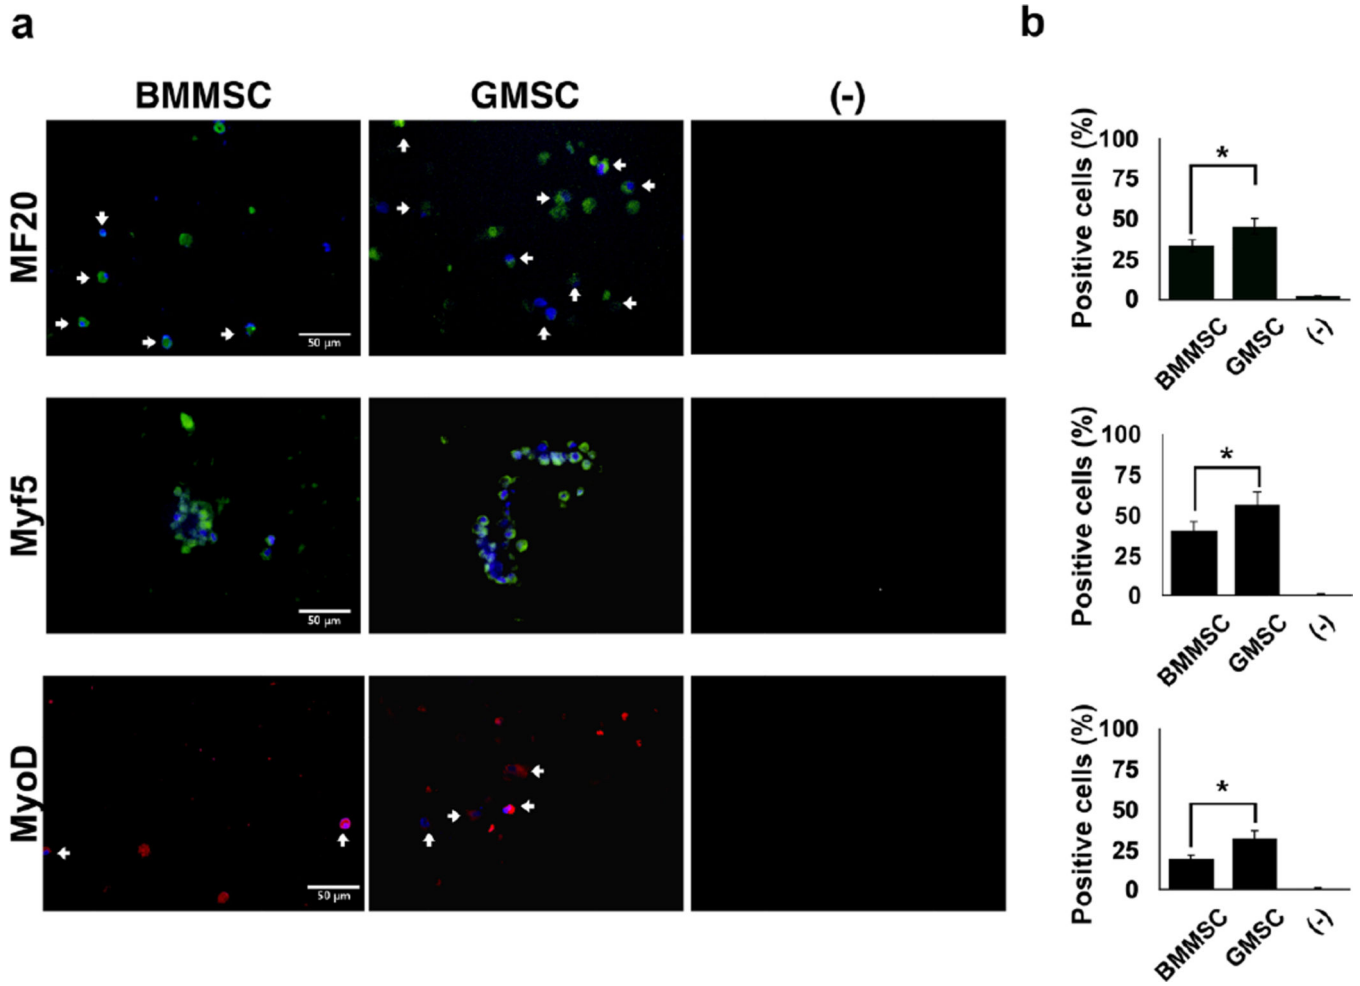 a
b
BMMSC
GMSC
(-)
MF20
50 µm
Myf5
50 µm
MyoD
50 µm
Positive cells (%)
100
75
50
25
0
*
BMMSC
GMSC
(-)
Positive cells (%)
100
75
50
25
0
*
BMMSC
GMSC
(-)
Positive cells (%)
100
75
50
25
0
*
BMMSC
GMSC
(-)